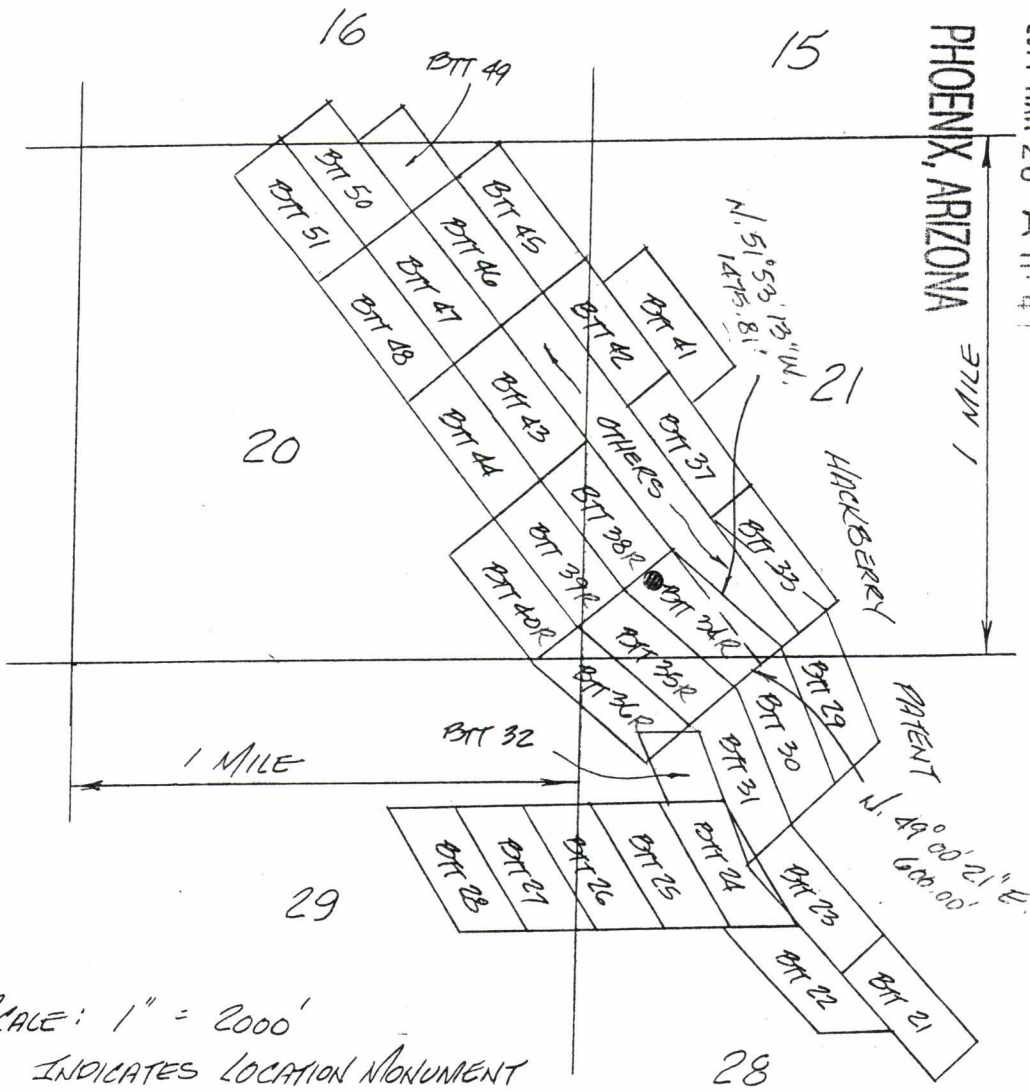 16
15
PHOENIX, ARIZONA
BTT 49
BTT 50
BTT 51
BTT 45
BTT 46
BTT 47
BTT 48
N. 51°53'13"W.
1475.81'
1 MILE
BTT 41
BTT 42
21
BTT 43
BTT 44
20
OTHERS
BTT 37
HACKBERRY
BTT 33
BTT 38R
BTT 39R
BTT 40R
BTT 34R
BTT 35R
BTT 36R
BTT 29
BTT 30
BTT 31
BTT 32
PATENT
N. 49°00'21"E.
600.00'
1 MILE
BTT 28
BTT 27
BTT 26
BTT 25
BTT 24
BTT 23
29
BTT 22
BTT 21
SCALE: 1" = 2000'
INDICATES LOCATION MONUMENT
28